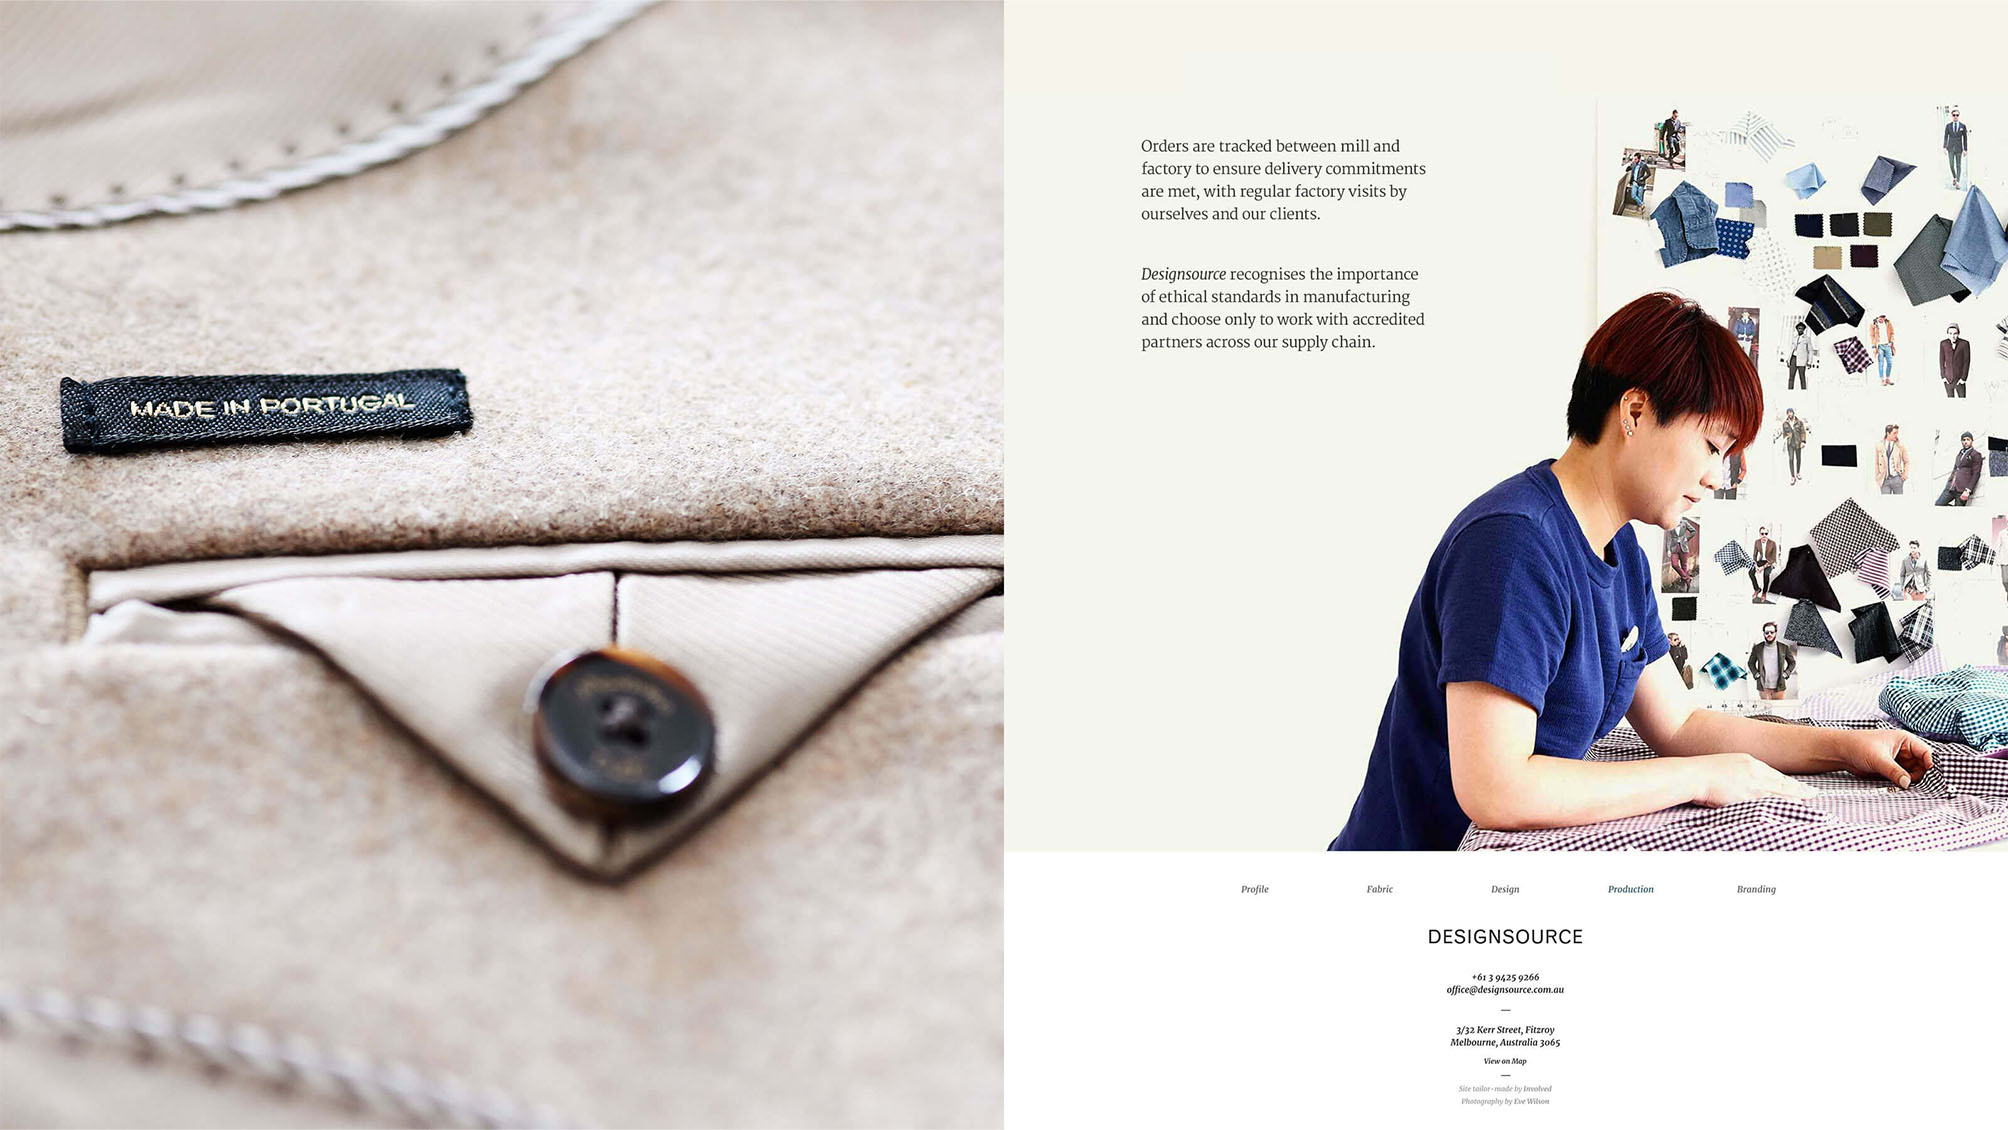 MADE IN PORTUGAL
Orders are tracked between mill and
factory to ensure delivery commitments
are met, with regular factory visits by
ourselves and our clients.
Designsource recognises the importance
of ethical standards in manufacturing
and choose only to work with accredited
partners across our supply chain.
Profile
Fabric
Design
Production
Branding
DESIGNSOURCE
+61 3 9425 9266
office@designsource.com.au
—
3/32 Kerr Street, Fitzroy
Melbourne, Australia 3065
View on Map
—
Site tailor-made by Involved
Photography by Eve Wilson